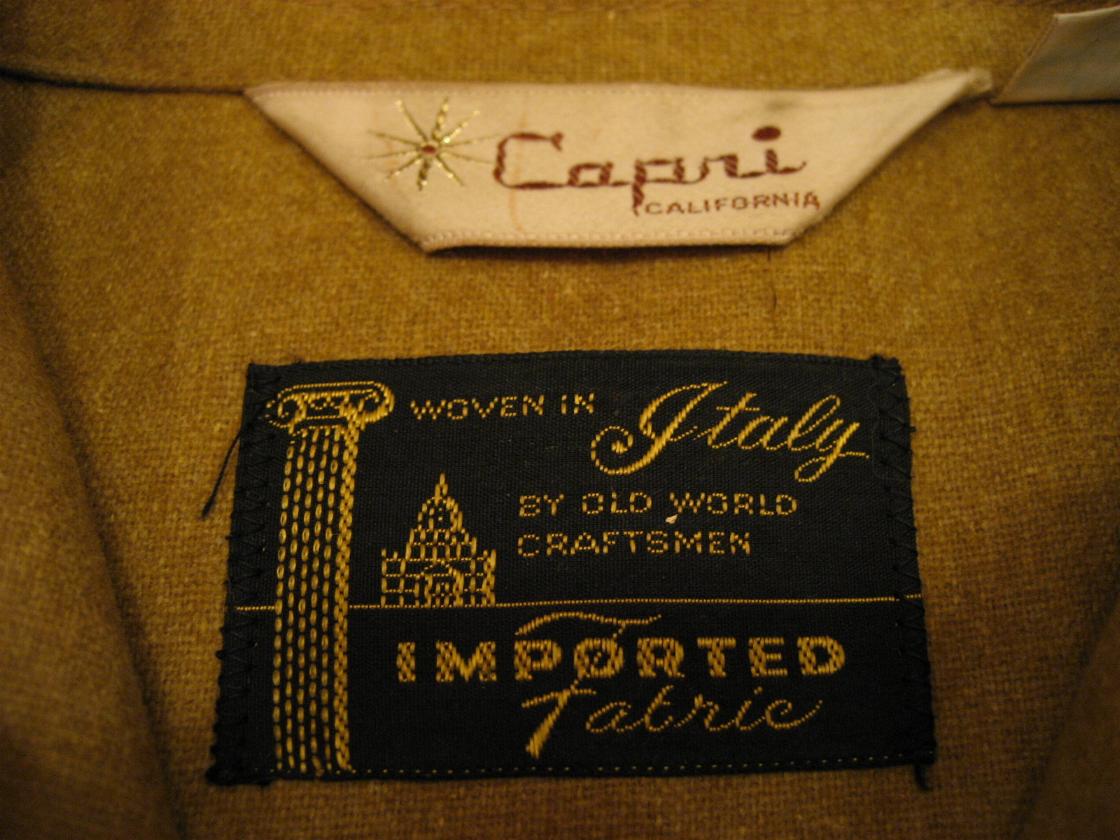 Capri
CALIFORNIA
WOVEN IN Italy
BY OLD WORLD
CRAFTSMEN
IMPORTED
Fabric